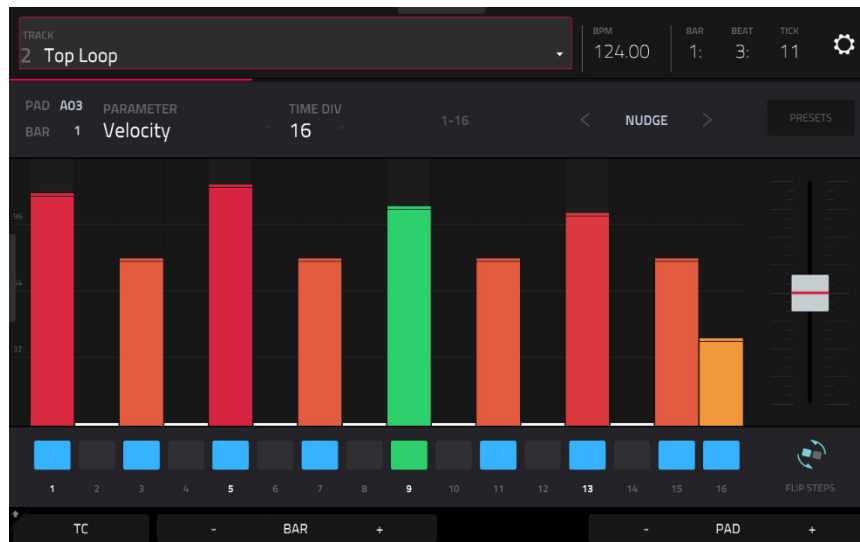 TRACK
2 Top Loop
BPM BAR BEAT TICK
124.00 1: 3: 11
PAD A03 PARAMETER TIME DIV
BAR 1 Velocity 16
< 1-16 > < NUDGE > PRESETS
96
64
32
1 2 3 4 5 6 7 8 9 10 11 12 13 14 15 16 FLIP STEPS
TC - BAR + - PAD +